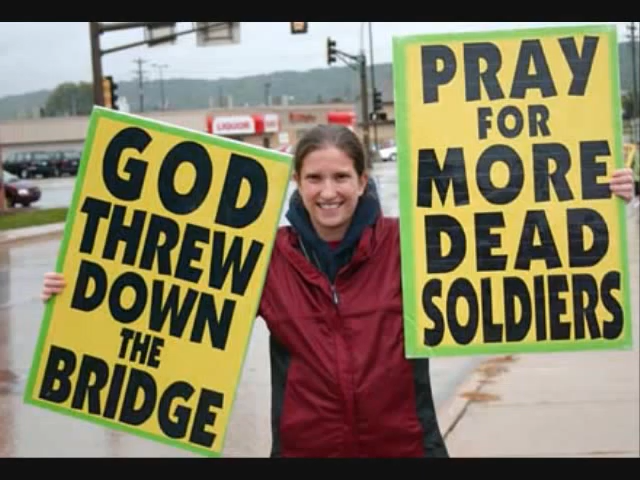 GOD
THREW
DOWN
THE
BRIDGE
PRAY
FOR
MORE
DEAD
SOLDIERS
LIQUOR